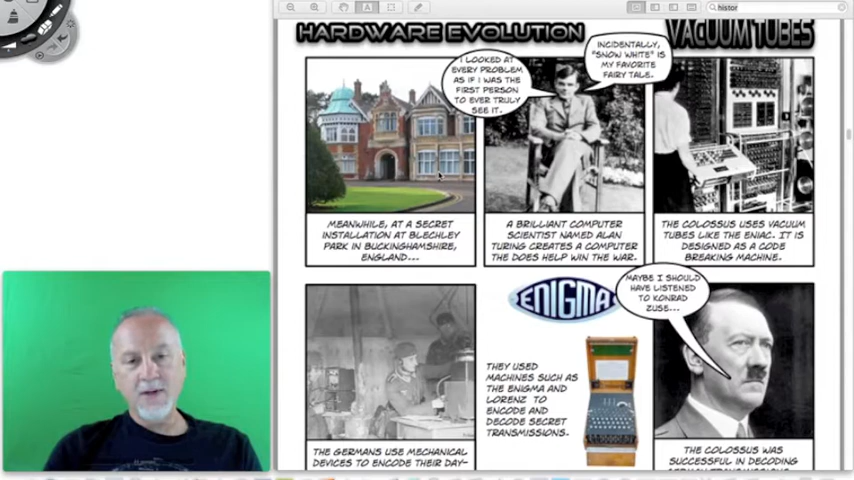 histor
HARDWARE EVOLUTION
VACUUM TUBES
I LOOKED AT
EVERY PROBLEM
AS IF I WAS THE
FIRST PERSON
TO EVER TRULY
SEE IT.
INCIDENTALLY,
"SNOW WHITE" IS
MY FAVORITE
FAIRY TALE.
MEANWHILE, AT A SECRET
INSTALLATION AT BLECHLEY
PARK IN BUCKINGHAMSHIRE,
ENGLAND...
A BRILLIANT COMPUTER
SCIENTIST NAMED ALAN
TURING CREATES A COMPUTER
THE DOES HELP WIN THE WAR.
THE COLOSSUS USES VACUUM
TUBES LIKE THE ENIAC. IT IS
DESIGNED AS A CODE
BREAKING MACHINE.
ENIGMA
MAYBE I SHOULD
HAVE LISTENED
TO KONRAD
ZUSE...
THEY USED
MACHINES SUCH AS
THE ENIGMA AND
LORENZ TO
ENCODE AND
DECODE SECRET
TRANSMISSIONS.
THE GERMANS USE MECHANICAL
DEVICES TO ENCODE THEIR DAY-
THE COLOSSUS WAS
SUCCESSFUL IN DECODING